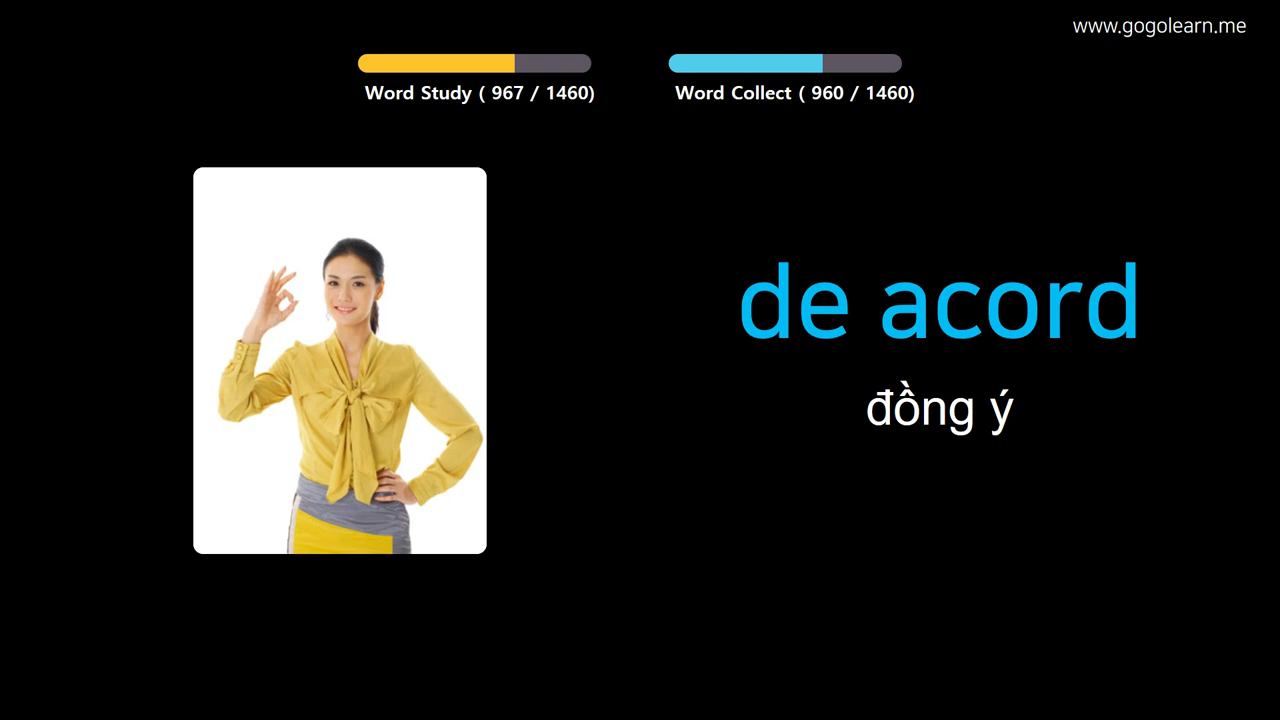 www.gogolearn.me
Word Study ( 967 / 1460)
Word Collect ( 960 / 1460)
de acord
đồng ý